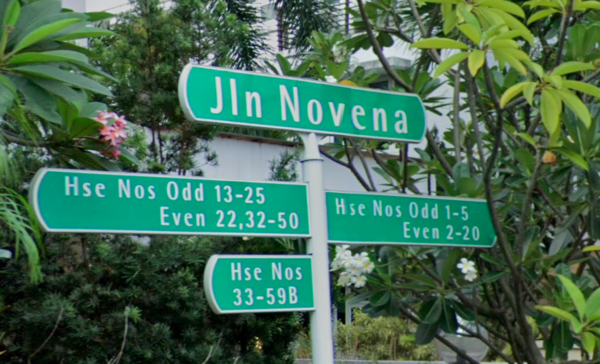 Jln Novena
Hse Nos Odd 13-25
Even 22,32-50
Hse Nos Odd 1-5
Even 2-20
Hse Nos
33-59B